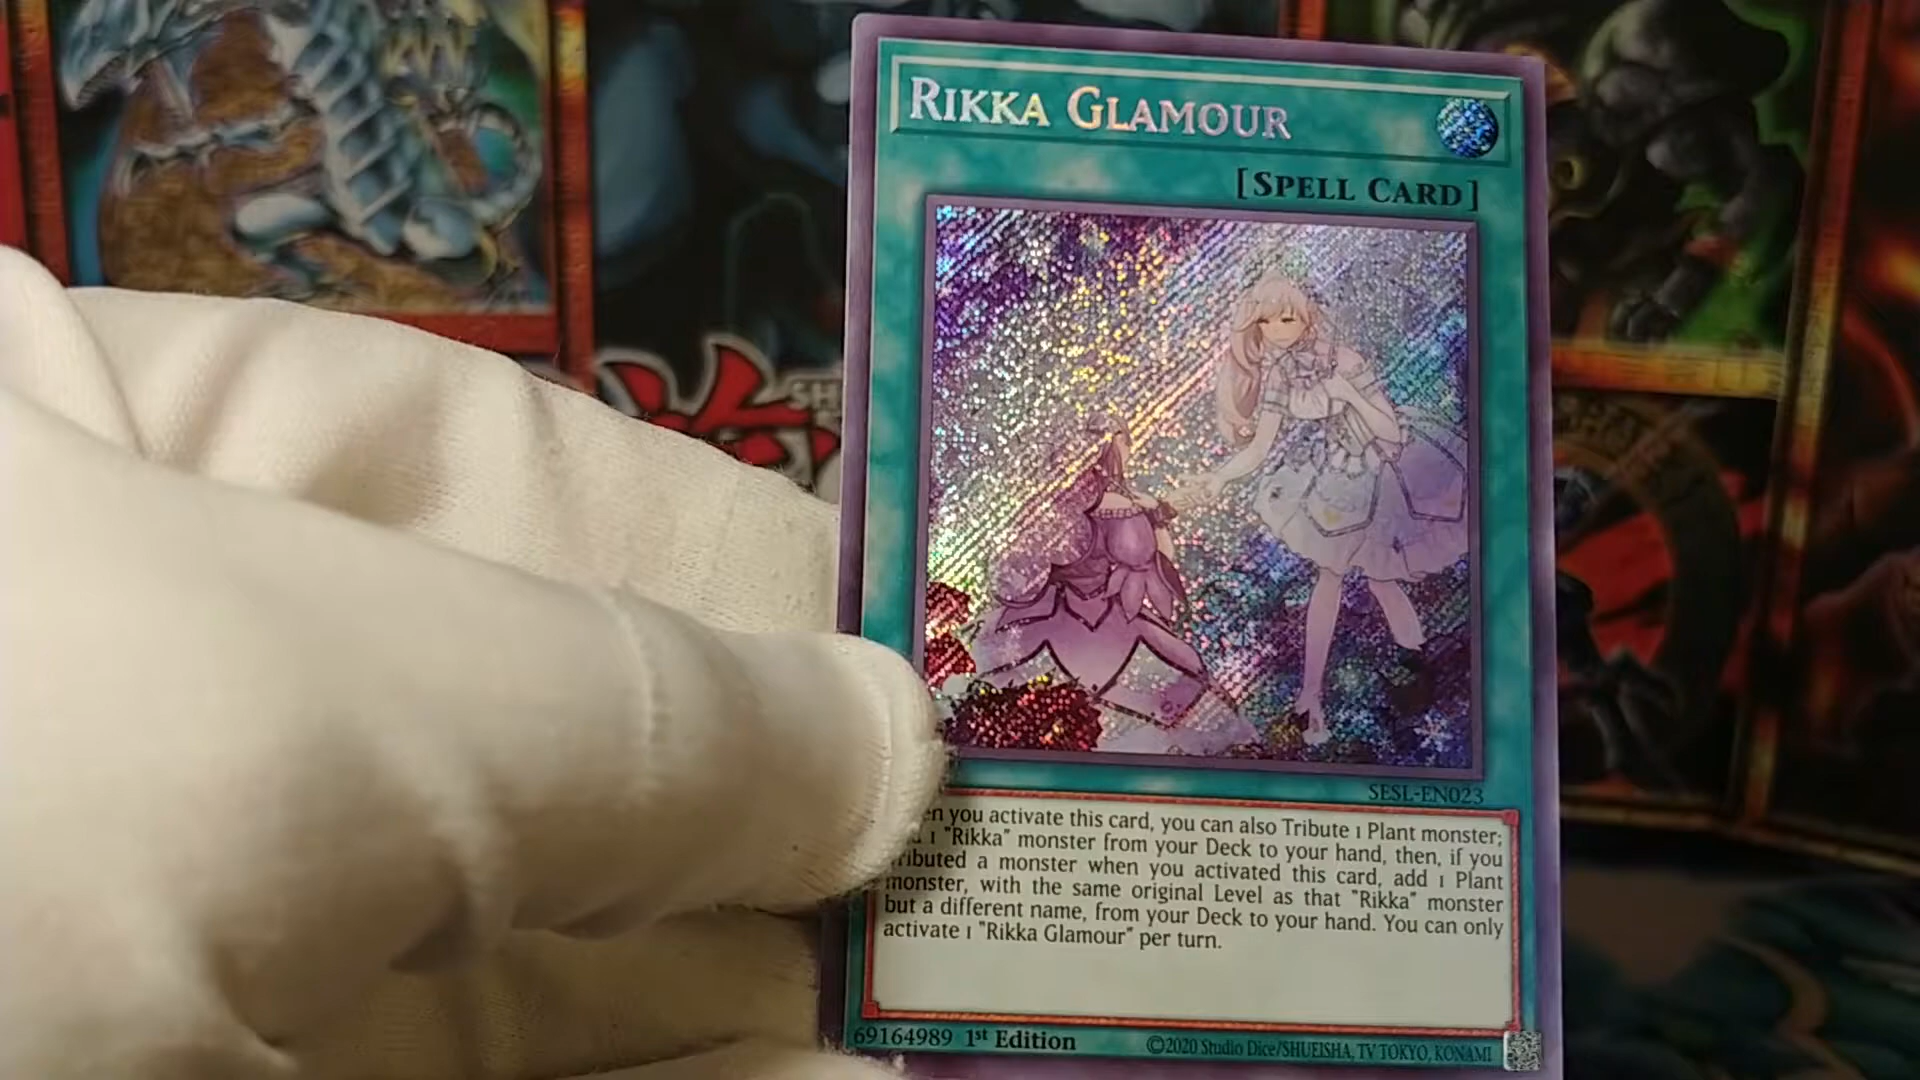 RIKKA GLAMOUR
[SPELL CARD]
SESL-EN023
en you activate this card, you can also Tribute 1 Plant monster;
1 "Rikka" monster from your Deck to your hand, then, if you
ributed a monster when you activated this card, add 1 Plant
monster, with the same original Level as that "Rikka" monster
but a different name, from your Deck to your hand. You can only
activate 1 "Rikka Glamour" per turn.
69164989 1st Edition ©2020 Studio Dice/SHUEISHA, TV TOKYO, KONAMI